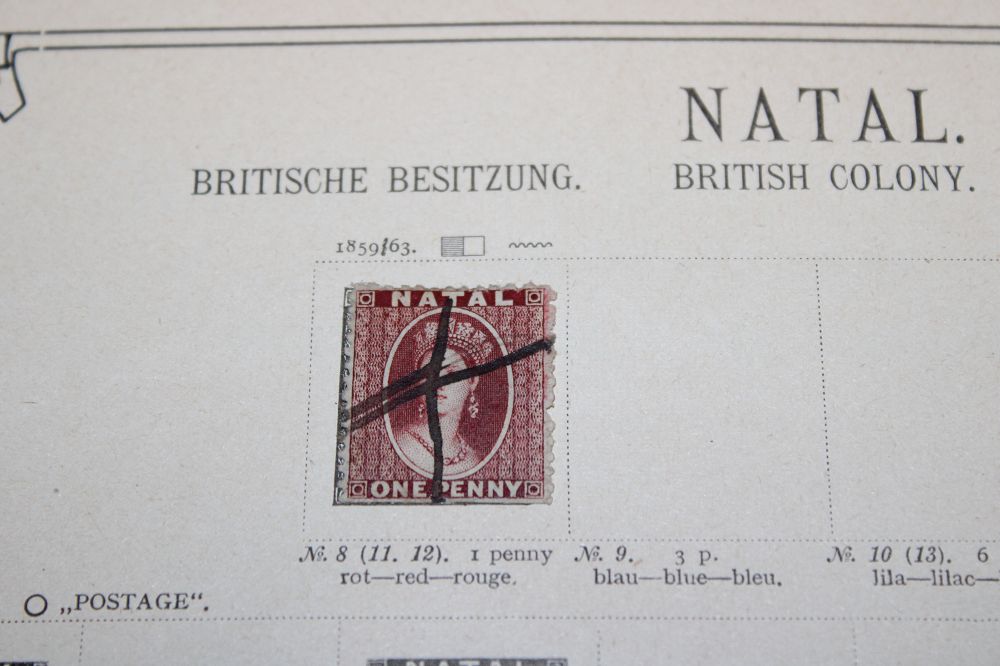 NATAL.
BRITISCHE BESITZUNG. BRITISH COLONY.
1859/63.
NATAL
ONE PENNY
№. 8 (11. 12). 1 penny
rot—red—rouge.
№. 9. 3 p.
blau—blue—bleu.
№. 10 (13). 6
lila—lilac—
„POSTAGE“.
NATAL